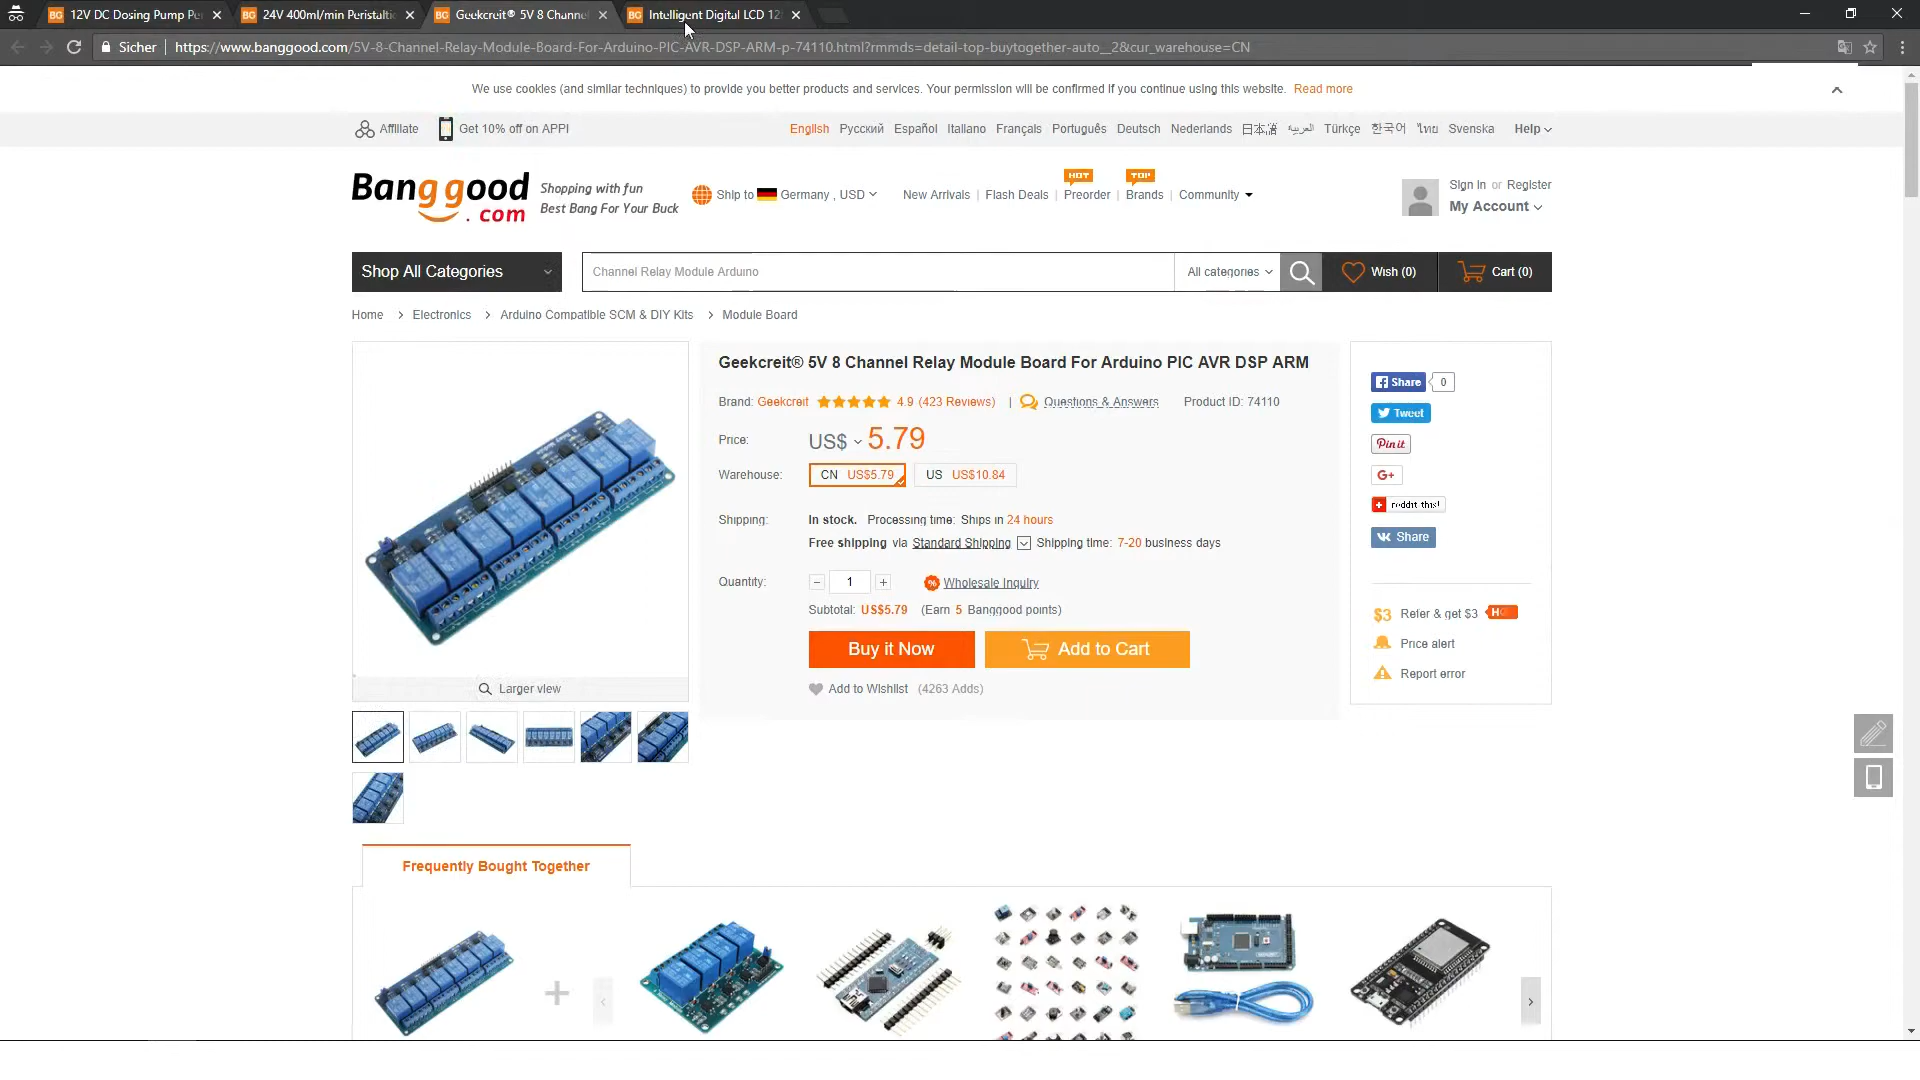 12V DC Dosing Pump Pe
24V 400ml/min Peristaltic
Geekcreit® 5V 8 Channel
Intelligent Digital LCD 12
Sicher
https://www.banggood.com/5V-8-Channel-Relay-Module-Board-For-Arduino-PIC-AVR-DSP-ARM-p-74110.html?rmmds=detail-top-buytogether-auto__2&cur_warehouse=CN
We use cookies (and similar techniques) to provide you better products and services. Your permission will be confirmed if you continue using this website. Read more
Affiliate Get 10% off on APP!
English Русский Español Italiano Français Português Deutsch Nederlands 日本語 العربية Türkçe 한국어 ไทย Svenska Help
HOT TOP
Banggood.com
Shopping with fun
Best Bang For Your Buck
Ship to Germany , USD
New Arrivals | Flash Deals | Preorder | Brands | Community
Sign in or Register
My Account
Shop All Categories
Channel Relay Module Arduino
All categories
Wish (0)
Cart (0)
Home > Electronics > Arduino Compatible SCM & DIY Kits > Module Board
Geekcreit® 5V 8 Channel Relay Module Board For Arduino PIC AVR DSP ARM
Brand: Geekcreit 4.9 (423 Reviews) | Questions & Answers Product ID: 74110
Price: US$ 5.79
Warehouse: CN US$5.79 US US$10.84
Shipping: In stock. Processing time: Ships in 24 hours
Free shipping via Standard Shipping Shipping time: 7-20 business days
Quantity: - 1 + Wholesale Inquiry
Subtotal: US$5.79 (Earn 5 Banggood points)
Buy it Now
Add to Cart
Add to Wishlist (4263 Adds)
Larger view
Share 0
Tweet
Pin it
G+
reddit this!
Share
$3 Refer & get $3
Price alert
Report error
Frequently Bought Together